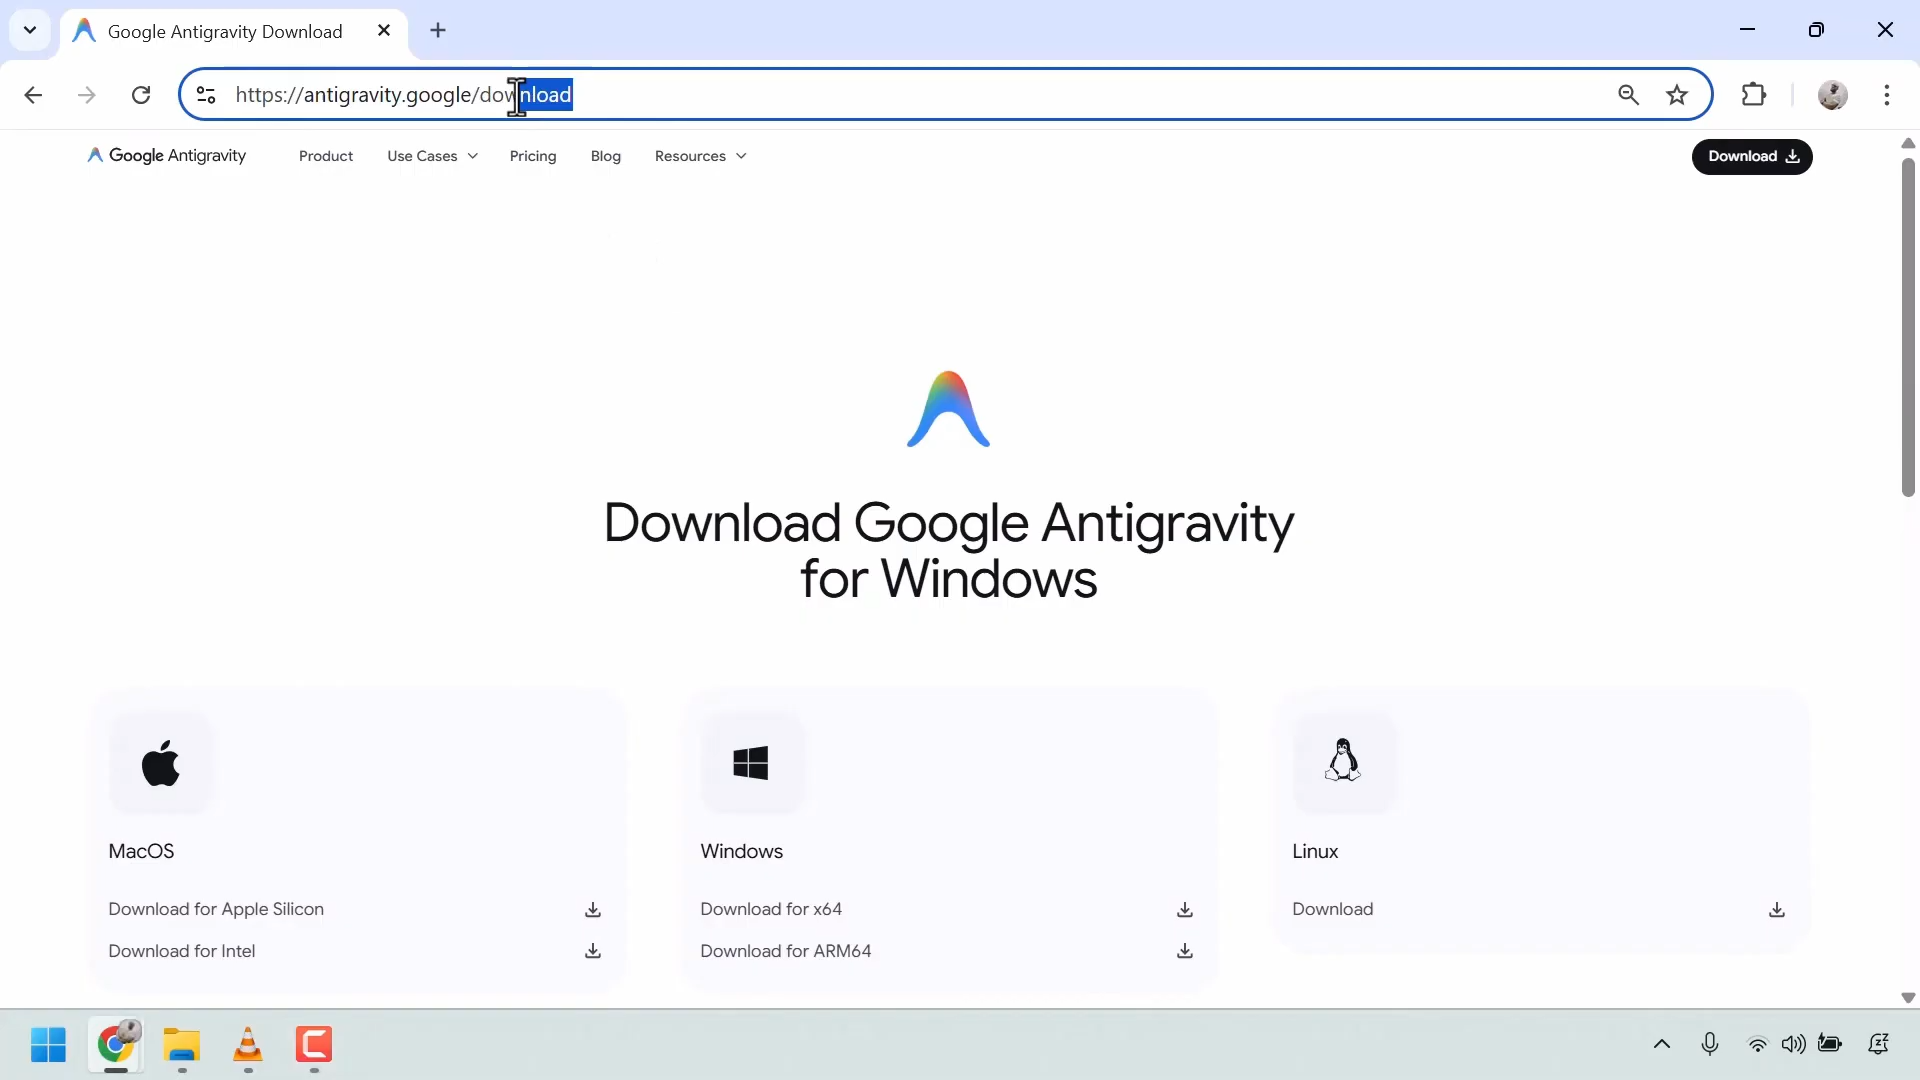 Google Antigravity Download
https://antigravity.google/download
Google Antigravity
Product
Use Cases
Pricing
Blog
Resources
Download
Download Google Antigravity
for Windows
MacOS
Download for Apple Silicon
Download for Intel
Windows
Download for x64
Download for ARM64
Linux
Download